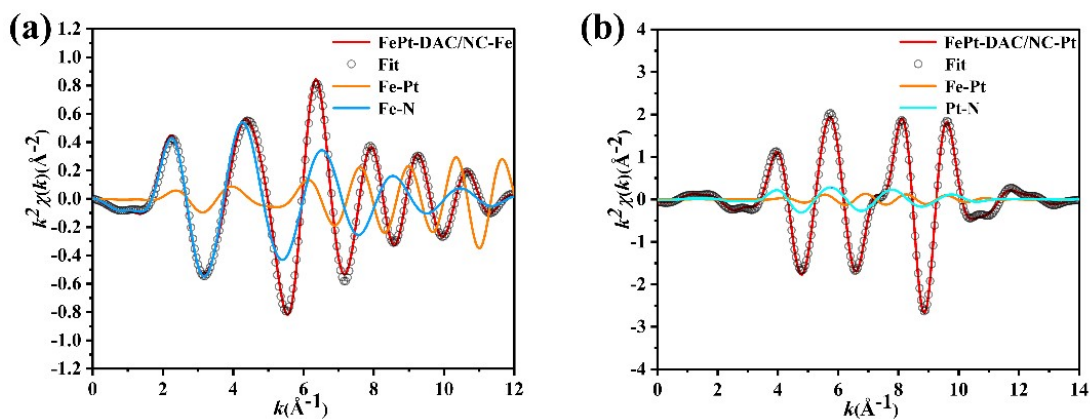 (a)
FePt-DAC/NC-Fe
Fit
Fe-Pt
Fe-N
k²χ(k)(Å⁻²)
1.2
1.0
0.8
0.6
0.4
0.2
0.0
-0.2
-0.4
-0.6
-0.8
-1.0
-1.2
0 2 4 6 8 10 12
k(Å⁻¹)
(b)
FePt-DAC/NC-Pt
Fit
Fe-Pt
Pt-N
k²χ(k)(Å⁻²)
4
3
2
1
0
-1
-2
-3
-4
0 2 4 6 8 10 12 14
k(Å⁻¹)